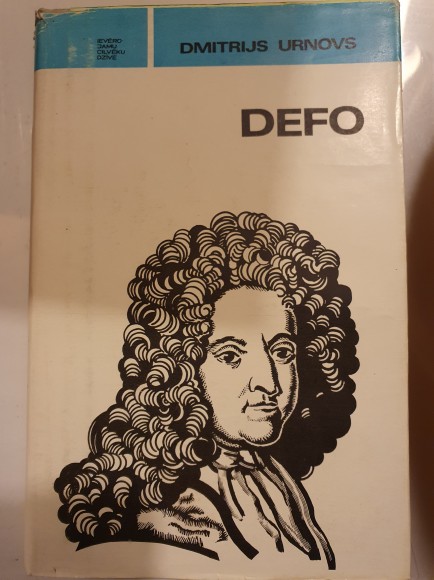 IEVĒRO
JAMU
CILVĒKU
DZĪVE
DMITRIJS URNOVS
DEFO